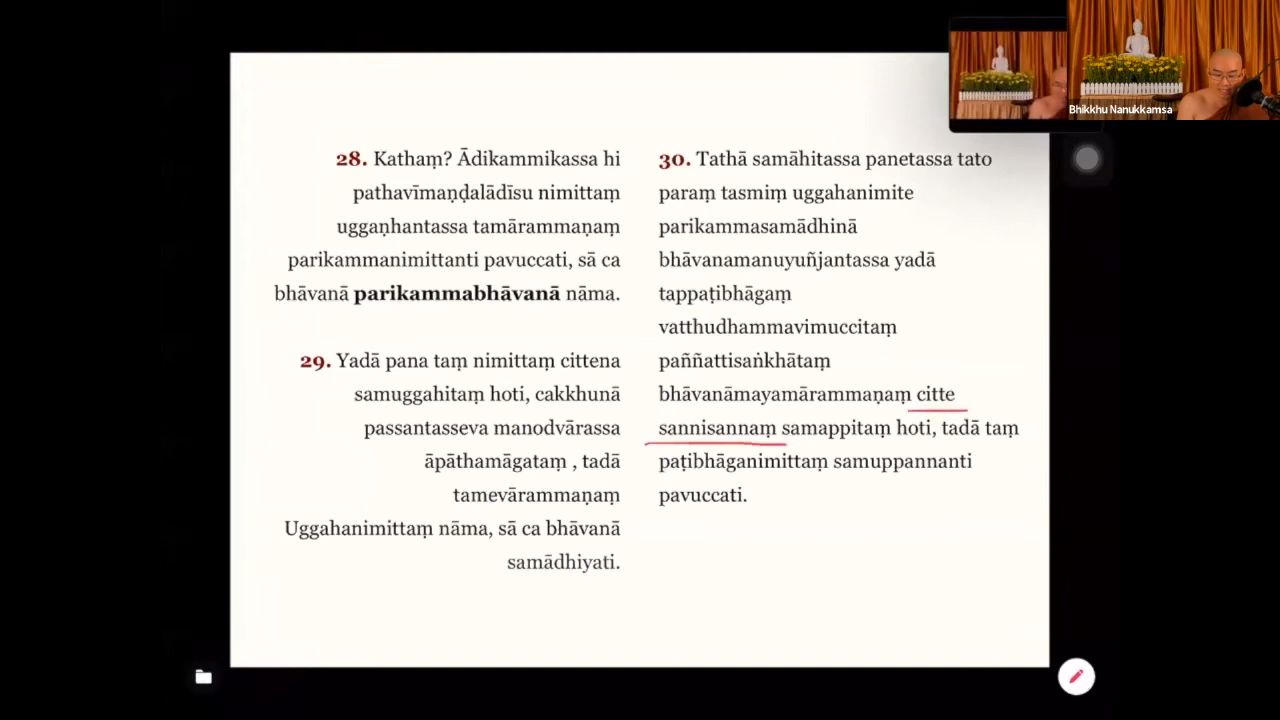 Bhikkhu Nanukkamsa
28. Kathaṃ? Ādikammikassa hi
pathavīmaṇḍalādīsu nimittaṃ
uggaṇhantassa tamārammaṇaṃ
parikammanimittanti pavuccati, sā ca
bhāvanā parikammabhāvanā nāma.
29. Yadā pana taṃ nimittaṃ cittena
samuggahitaṃ hoti, cakkhunā
passantasseva manodvārassa
āpāthamāgataṃ , tadā
tamevārammaṇaṃ
Uggahanimittaṃ nāma, sā ca bhāvanā
samādhiyati.
30. Tathā samāhitassa panetassa tato
paraṃ tasmiṃ uggahanimite
parikammasamādhinā
bhāvanamanuyuñjantassa yadā
tappaṭibhāgaṃ
vatthudhammavimuccitaṃ
paññattisaṅkhātaṃ
bhāvanāmayamārammaṇaṃ citte
sannisannaṃ samappitaṃ hoti, tadā taṃ
paṭibhāganimittaṃ samuppannanti
pavuccati.